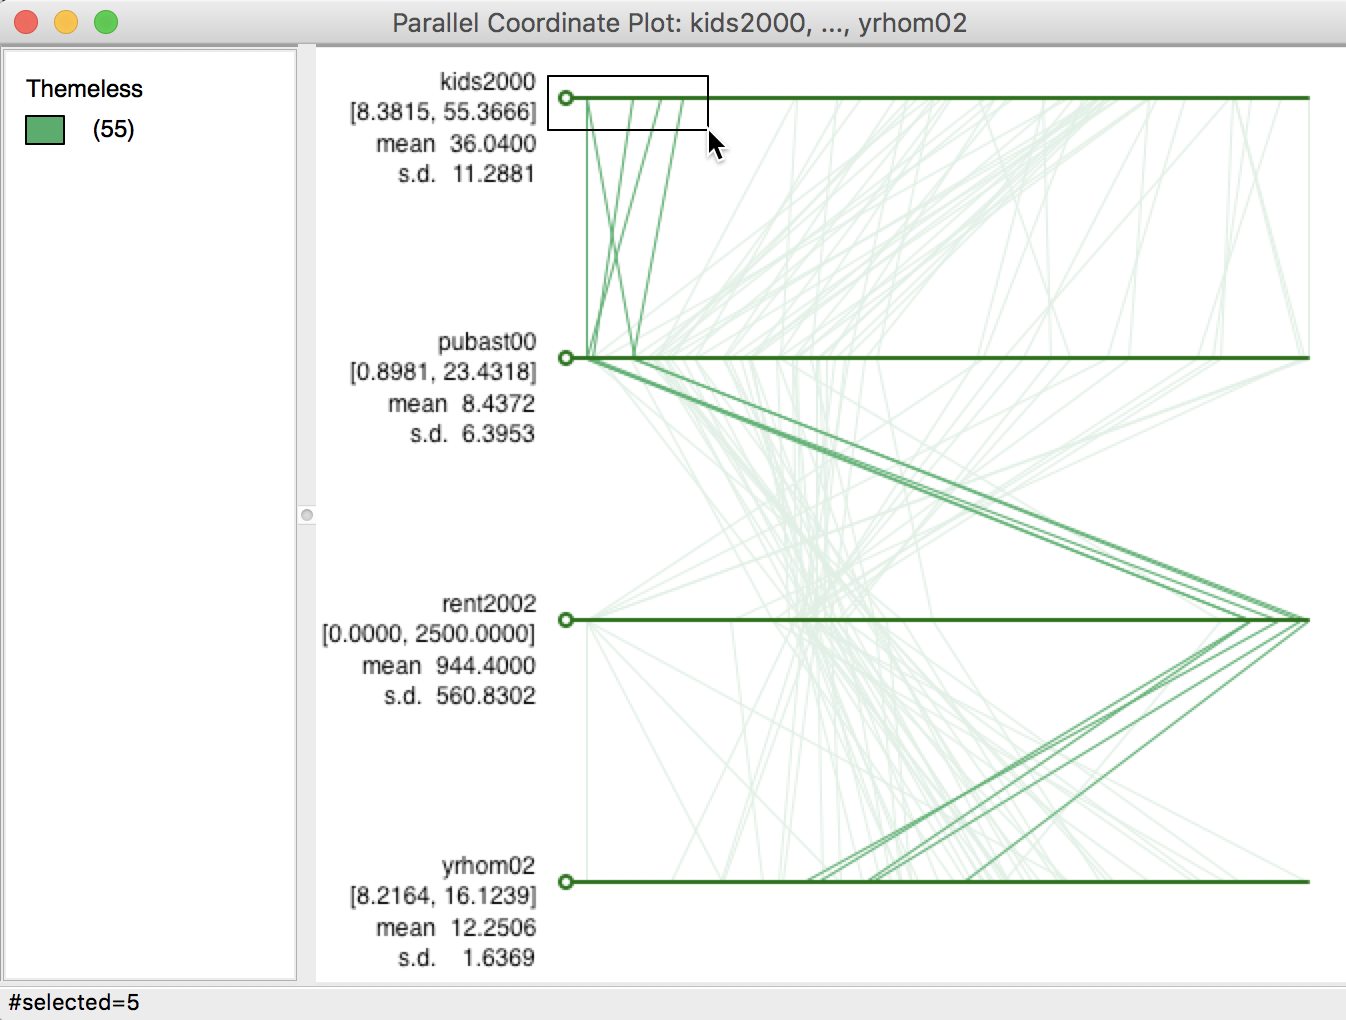 Parallel Coordinate Plot: kids2000, ..., yrhom02
Themeless
(55)
kids2000
[8.3815, 55.3666]
mean 36.0400
s.d. 11.2881
pubast00
[0.8981, 23.4318]
mean 8.4372
s.d. 6.3953
rent2002
[0.0000, 2500.0000]
mean 944.4000
s.d. 560.8302
yrhom02
[8.2164, 16.1239]
mean 12.2506
s.d. 1.6369
#selected=5